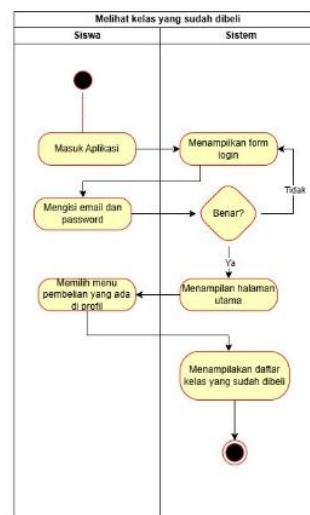 Melihat kelas yang sudah dibeli
Siswa
Sistem
Masuk Aplikasi
Menampilkan form
login
Mengisi email dan
password
Benar?
Tidak
Ya
Memilih menu
pembelian yang ada
di profil
Menampilan halaman
utama
Menampilakan daftar
kelas yang sudah dibeli